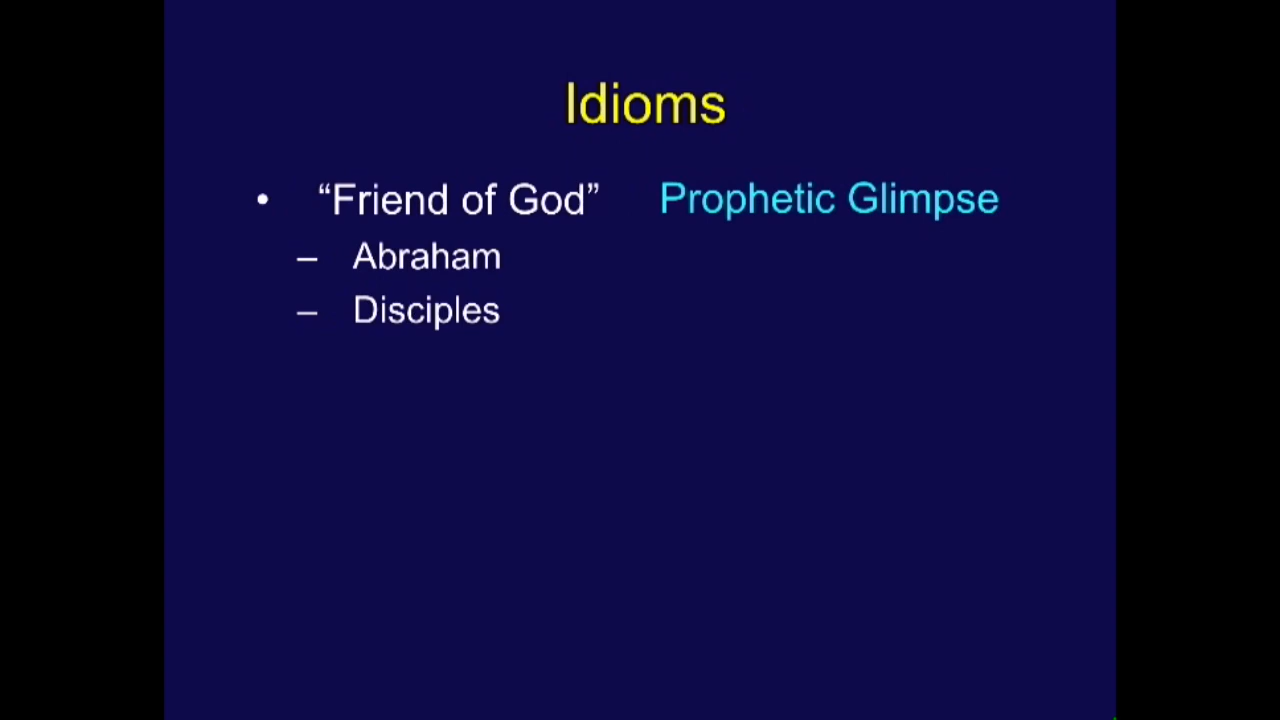 Idioms
• “Friend of God” Prophetic Glimpse
– Abraham
– Disciples